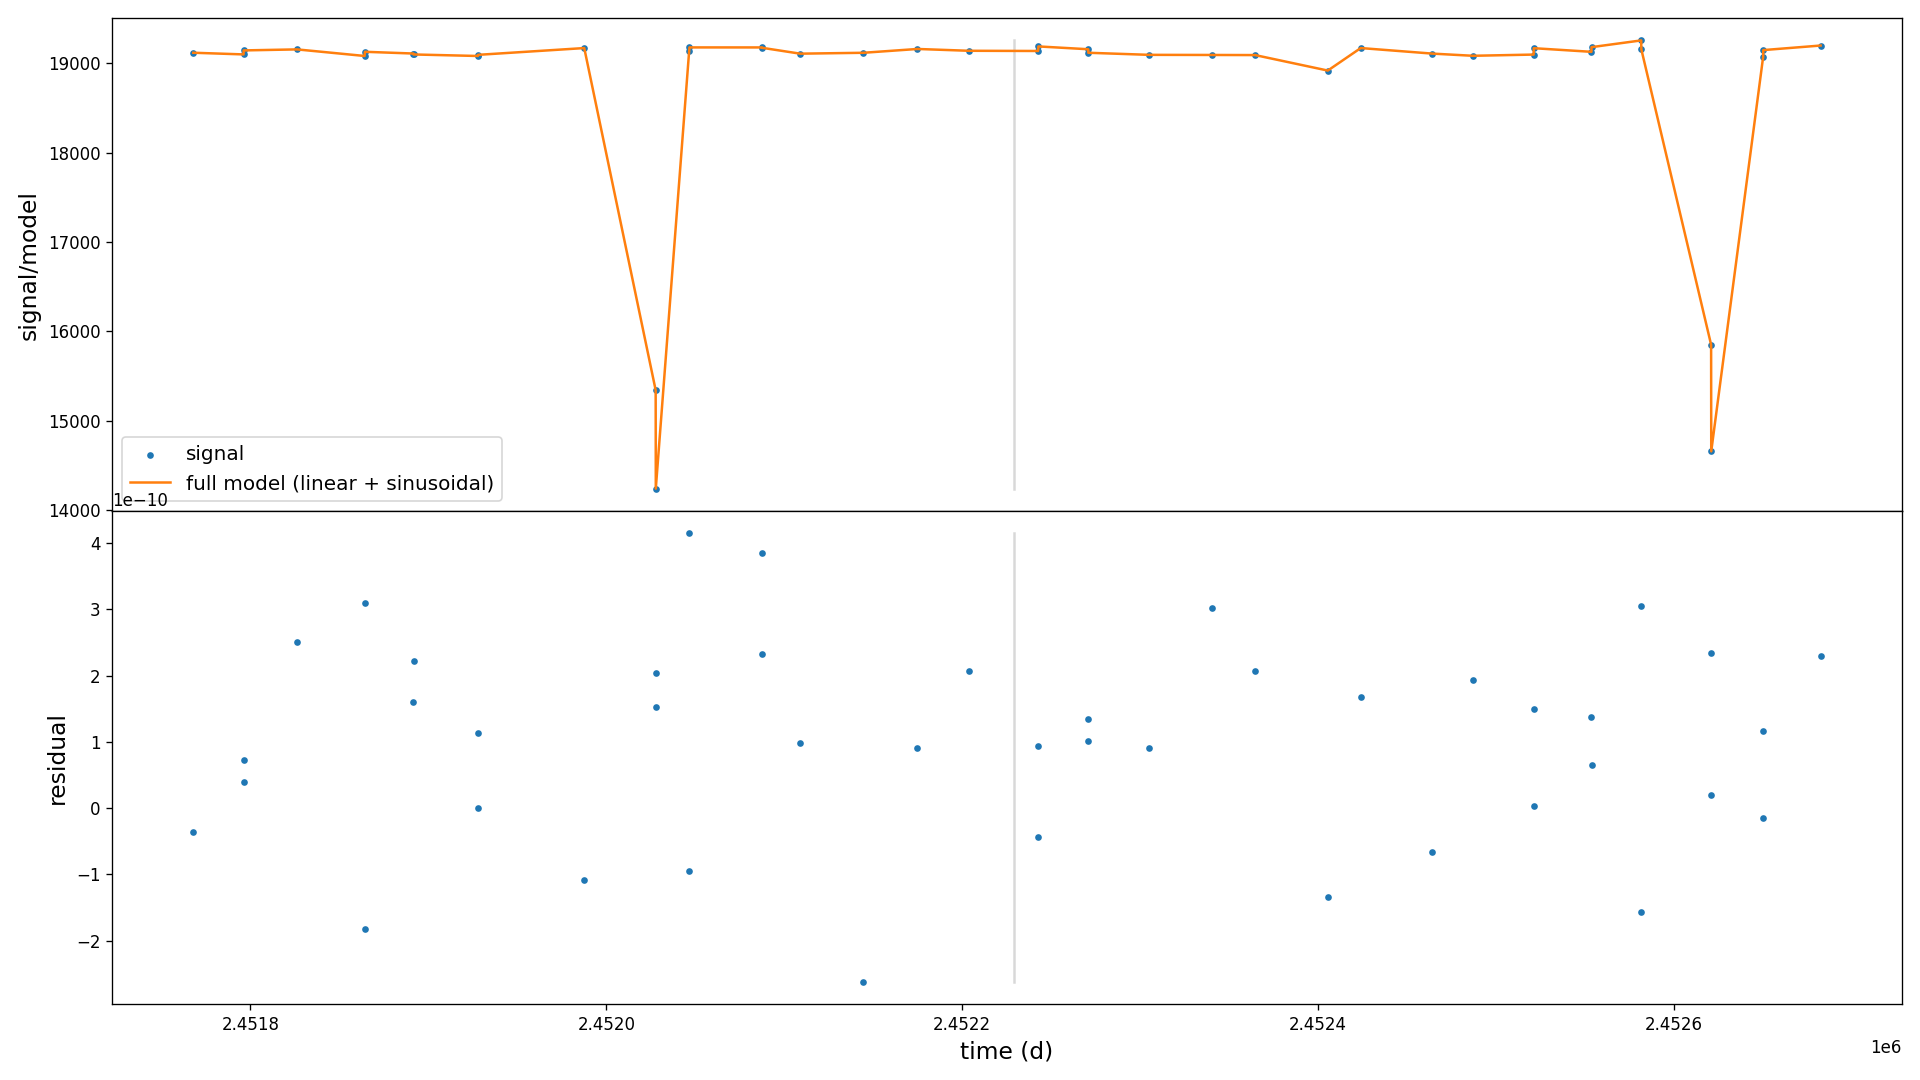 19000
18000
17000
16000
15000
14000
signal/model
signal
full model (linear + sinusoidal)
1e−10
4
3
2
1
0
−1
−2
residual
2.4518
2.4520
2.4522
2.4524
2.4526
time (d)
1e6